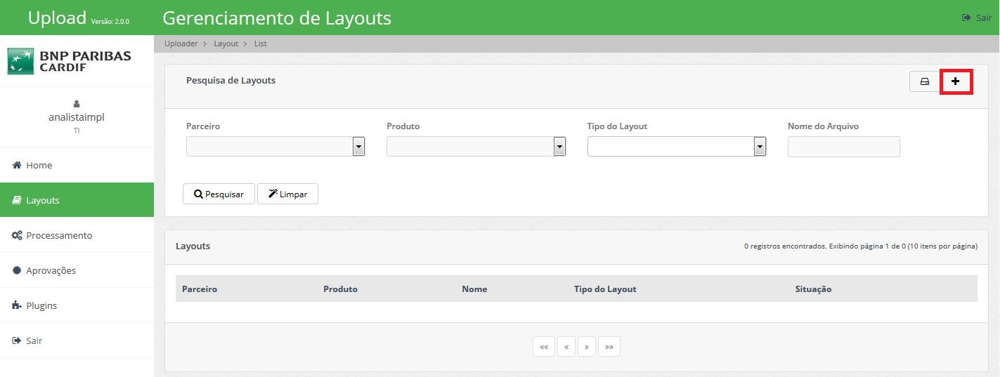 Upload Versão: 2.0.0
Gerenciamento de Layouts
Sair
BNP PARIBAS
CARDIF
analistaimpl
TI
Home
Layouts
Processamento
Aprovações
Plugins
Sair
Uploader > Layout > List
Pesquisa de Layouts
Parceiro Produto Tipo do Layout Nome do Arquivo
Pesquisar Limpar
Layouts 0 registros encontrados. Exibindo página 1 de 0 (10 itens por página)
Parceiro Produto Nome Tipo do Layout Situação
«« « » »»